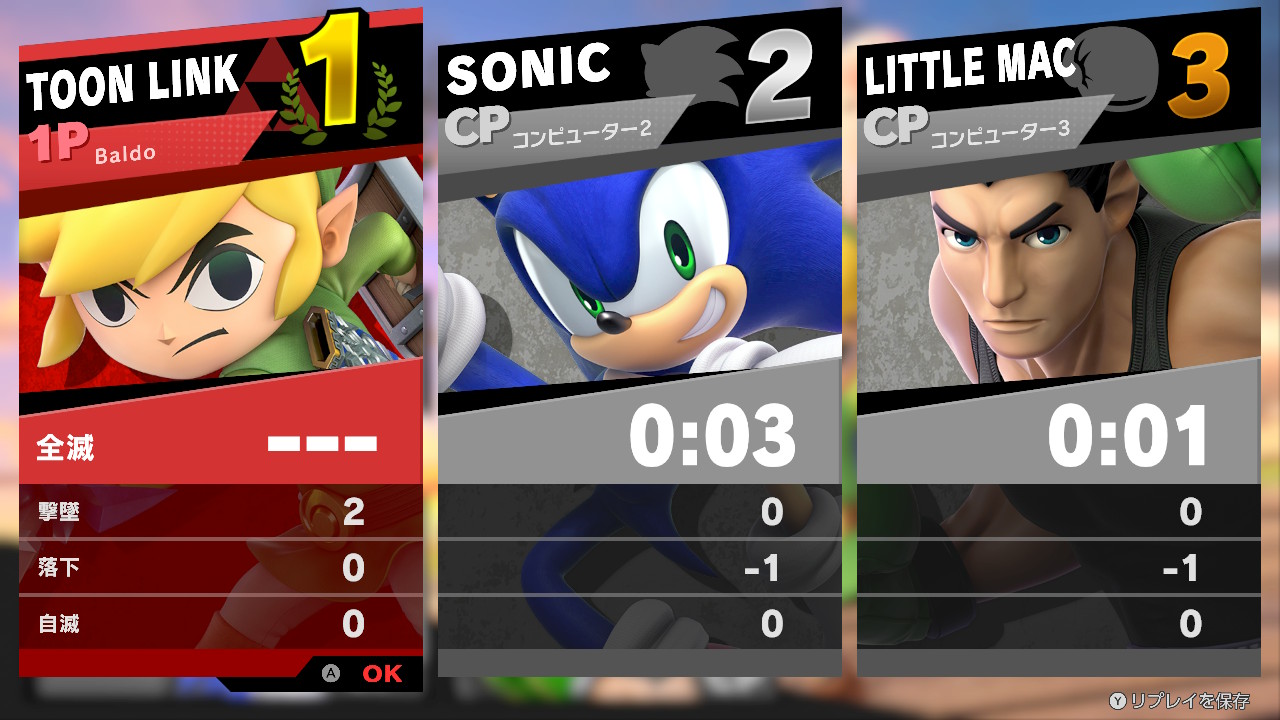 TOON LINK
1
1P Baldo
全滅 ---
撃墜 2
落下 0
自滅 0
A OK
SONIC
2
CP コンピューター2
0:03
0
-1
0
LITTLE MAC
3
CP コンピューター3
0:01
0
-1
0
Y リプレイを保存